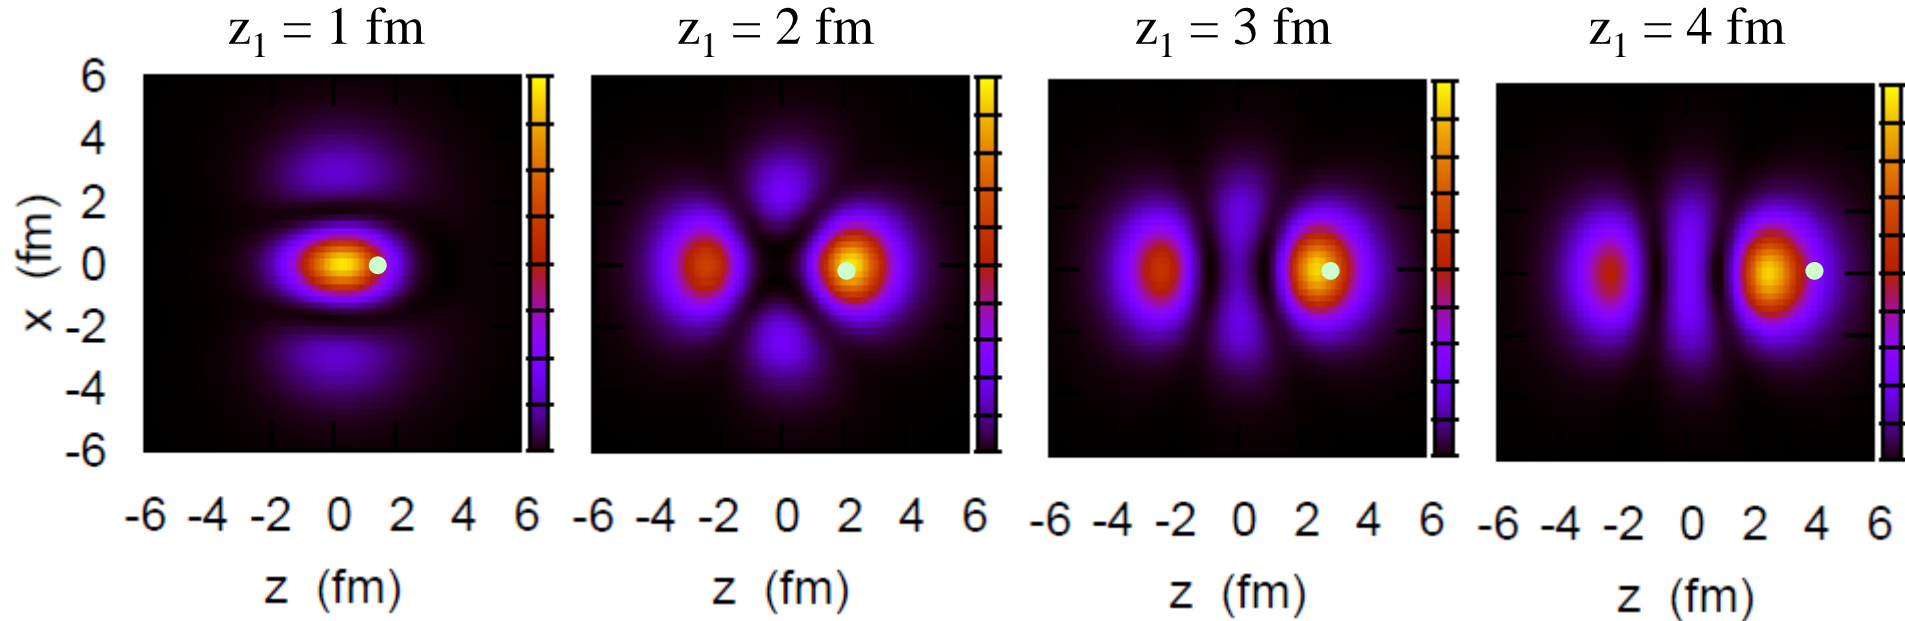 z₁ = 1 fm z₁ = 2 fm z₁ = 3 fm z₁ = 4 fm
6
4
2
0
-2
-4
-6
x (fm)
-6 -4 -2 0 2 4 6 -6 -4 -2 0 2 4 6 -6 -4 -2 0 2 4 6 -6 -4 -2 0 2 4 6
z (fm) z (fm) z (fm) z (fm)